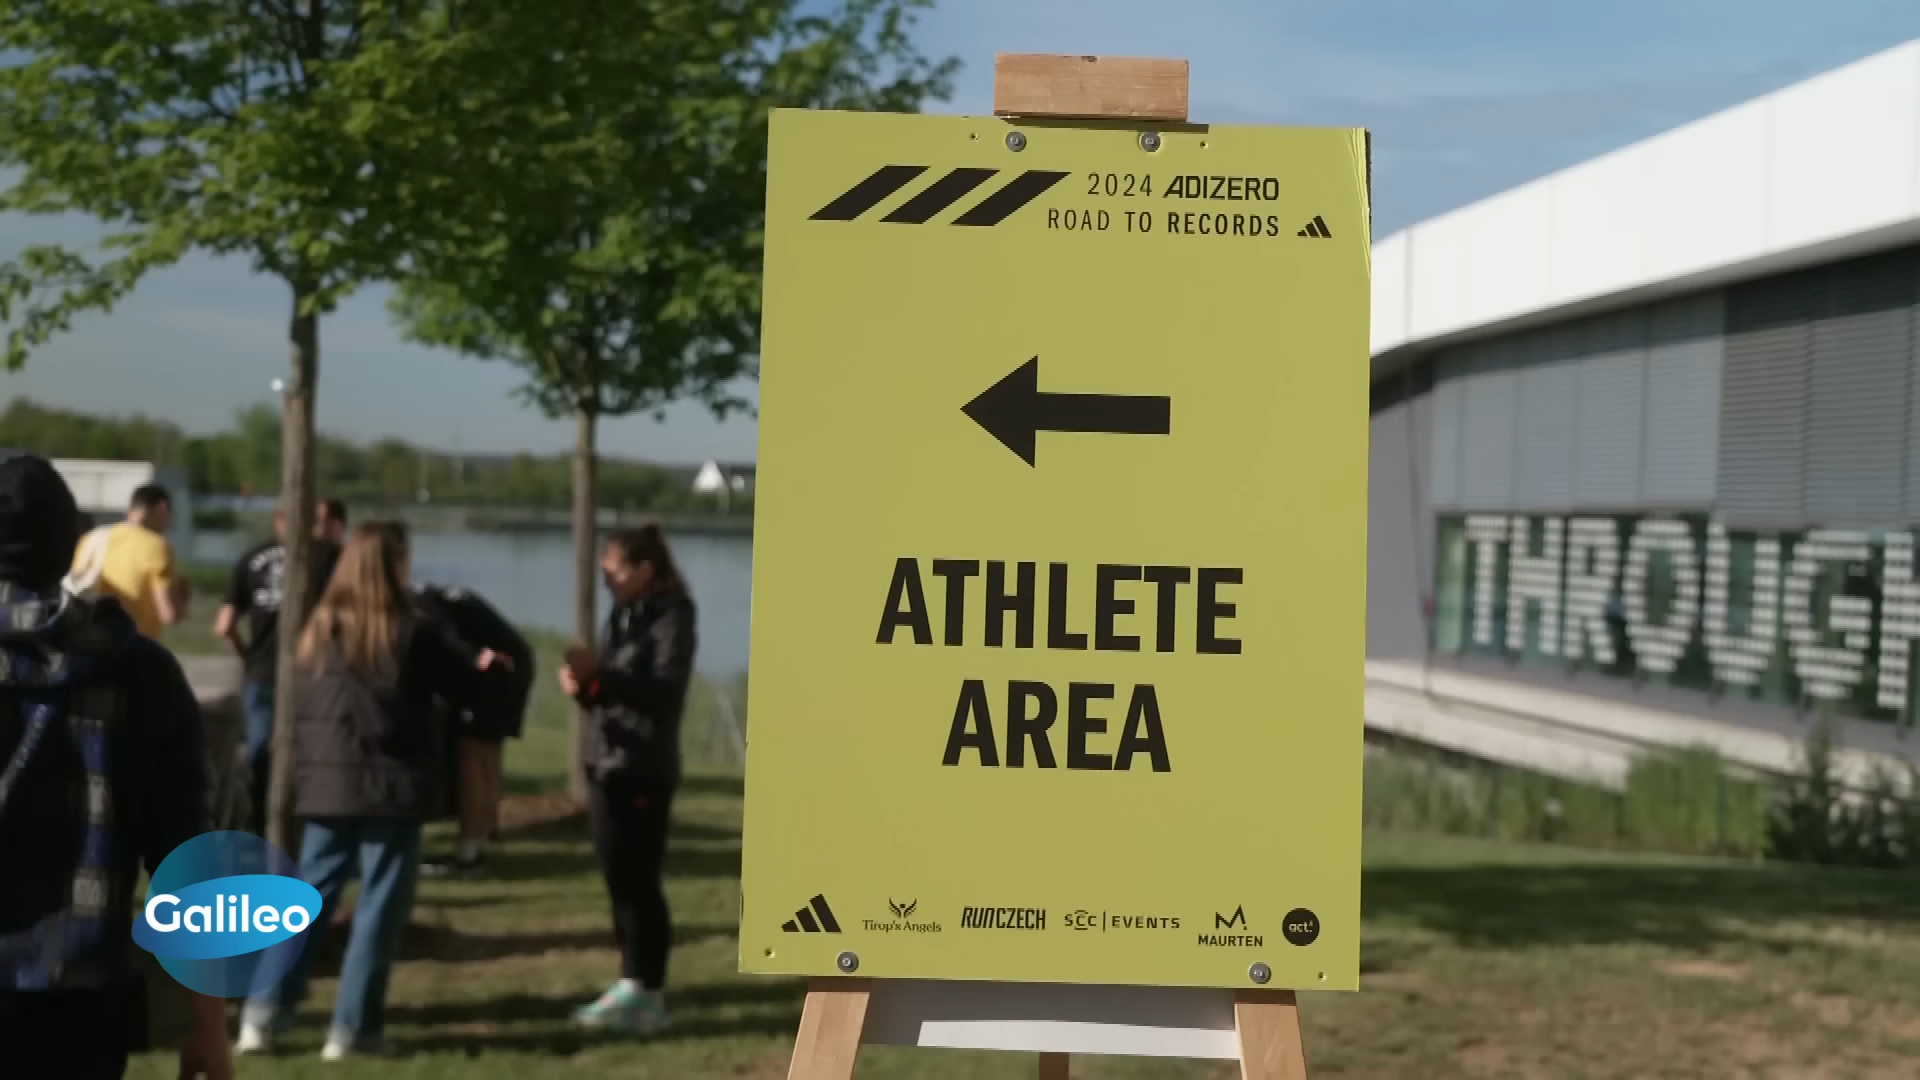 2024 ADIZERO
ROAD TO RECORDS
ATHLETE
AREA
Tirop's Angels
RUNCZECH
SCC | EVENTS
MAURTEN
act!
THROUGH
Galileo